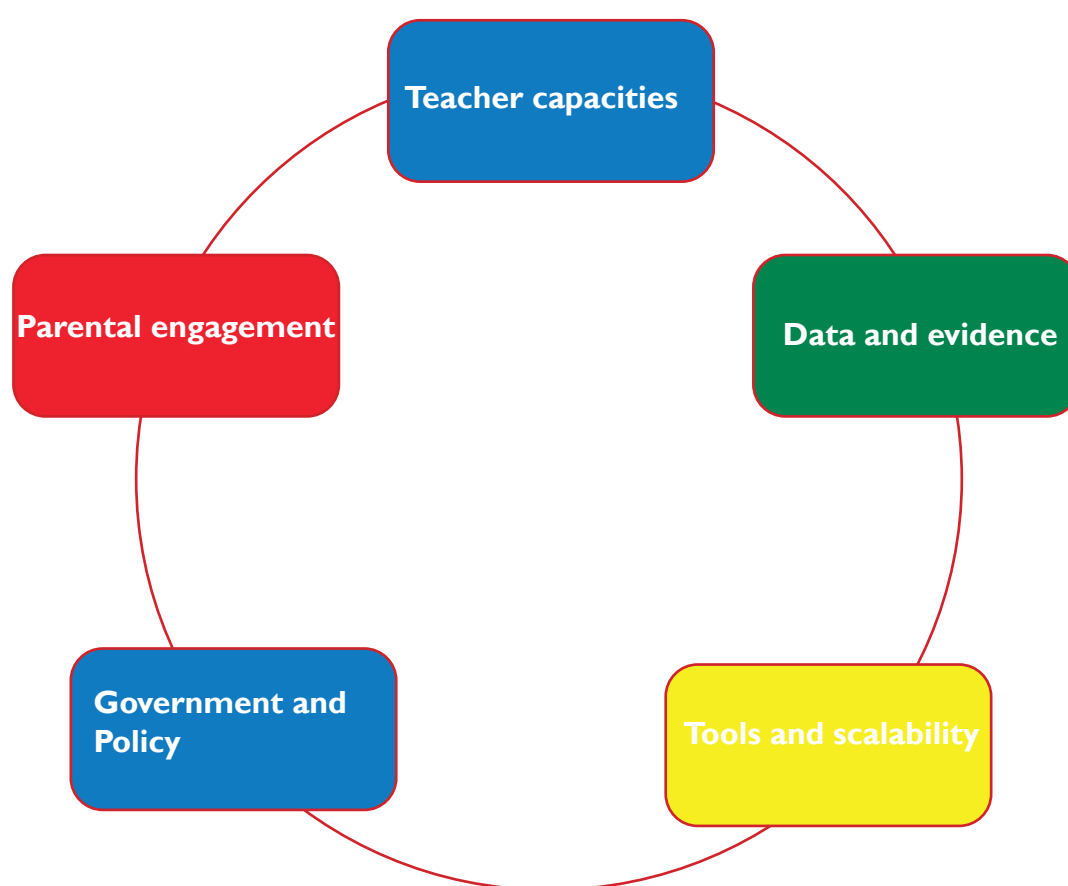 Teacher capacities
Parental engagement
Data and evidence
Government and
Policy
Tools and scalability